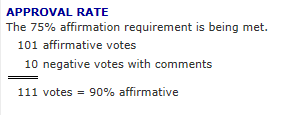 APPROVAL RATE
The 75% affirmation requirement is being met.
101 affirmative votes
10 negative votes with comments
111 votes = 90% affirmative